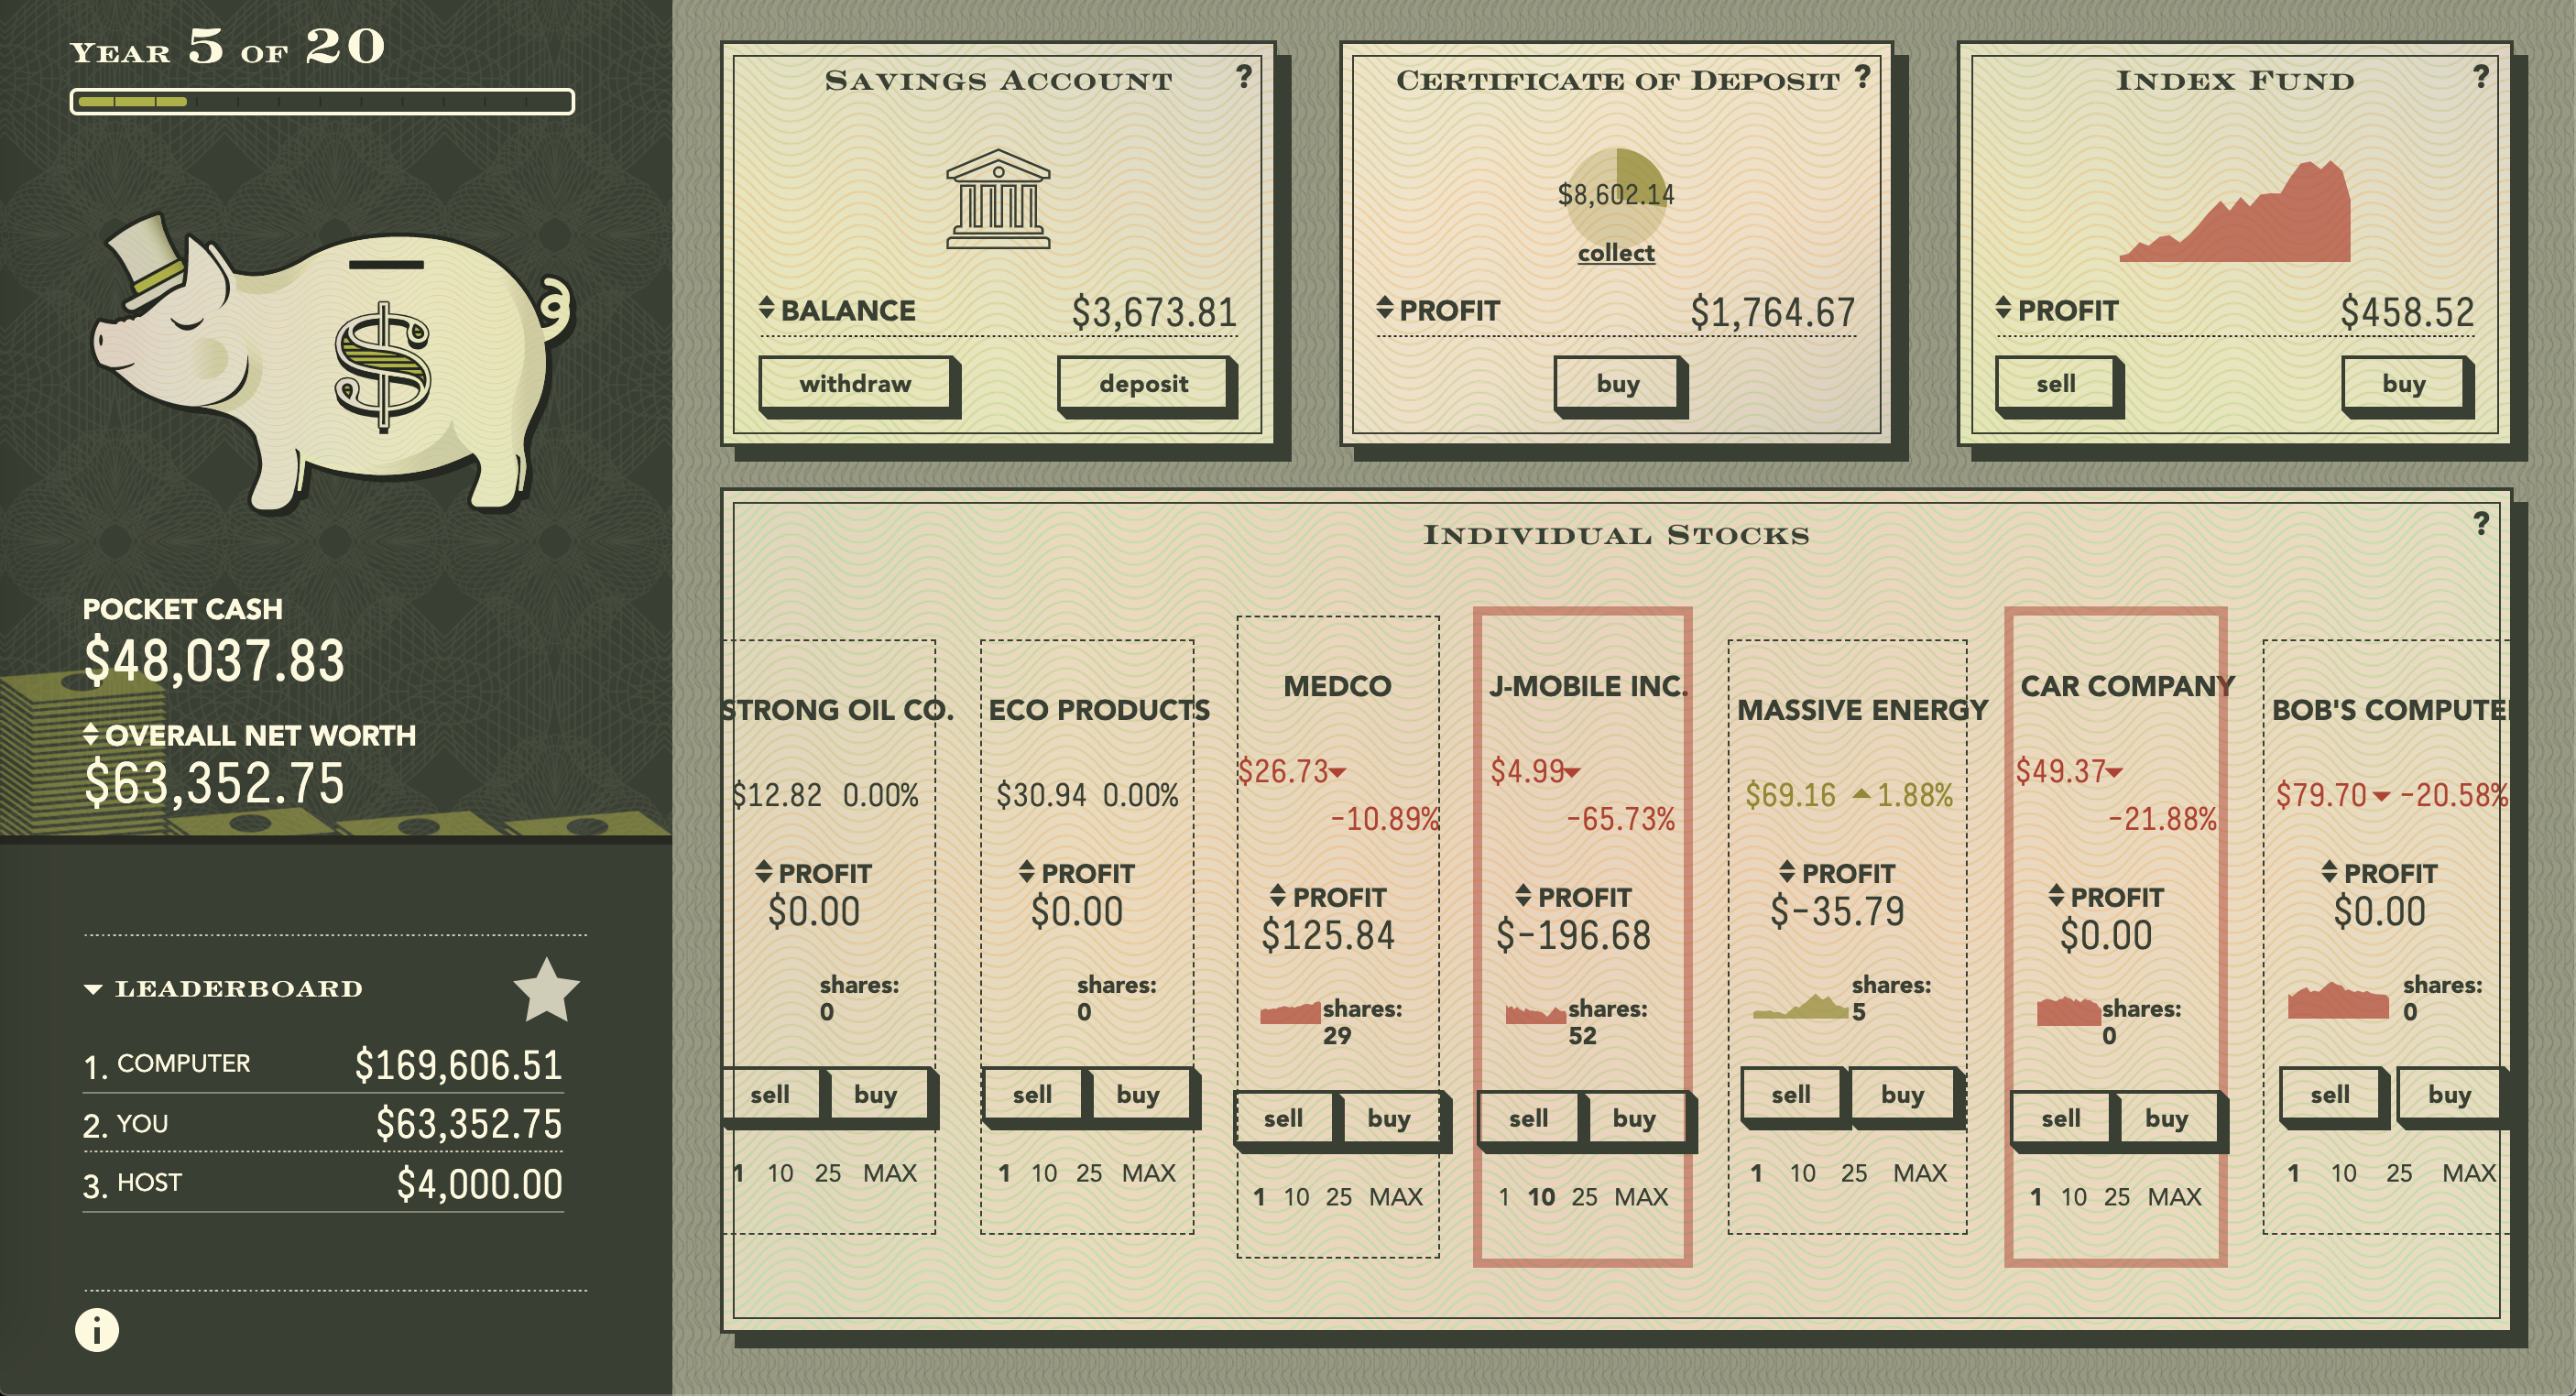 YEAR 5 OF 20
POCKET CASH
$48,037.83
OVERALL NET WORTH
$63,352.75
LEADERBOARD
1. COMPUTER $169,606.51
2. YOU $63,352.75
3. HOST $4,000.00
i
SAVINGS ACCOUNT ?
BALANCE $3,673.81
withdraw deposit
CERTIFICATE OF DEPOSIT ?
$8,602.14
collect
PROFIT $1,764.67
buy
INDEX FUND ?
PROFIT $458.52
sell buy
INDIVIDUAL STOCKS ?
STRONG OIL CO.
$12.82 0.00%
PROFIT
$0.00
shares:
0
sell buy
1 10 25 MAX
ECO PRODUCTS
$30.94 0.00%
PROFIT
$0.00
shares:
0
sell buy
1 10 25 MAX
MEDCO
$26.73
-10.89%
PROFIT
$125.84
shares:
29
sell buy
1 10 25 MAX
J-MOBILE INC.
$4.99
-65.73%
PROFIT
$-196.68
shares:
52
sell buy
1 10 25 MAX
MASSIVE ENERGY
$69.16 1.88%
PROFIT
$-35.79
shares:
5
sell buy
1 10 25 MAX
CAR COMPANY
$49.37
-21.88%
PROFIT
$0.00
shares:
0
sell buy
1 10 25 MAX
BOB'S COMPUTE
$79.70 -20.58%
PROFIT
$0.00
shares:
0
sell buy
1 10 25 MAX